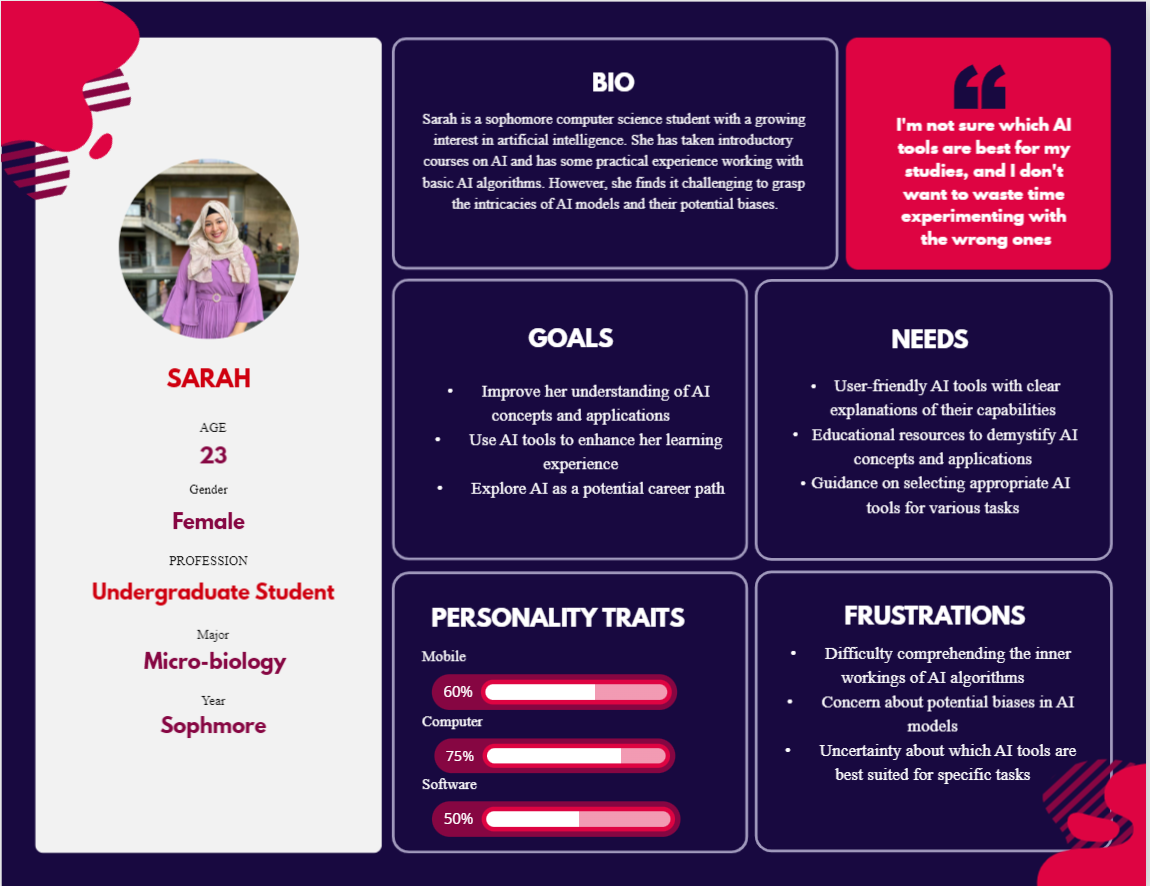 SARAH
AGE
23
Gender
Female
PROFESSION
Undergraduate Student
Major
Micro-biology
Year
Sophmore
BIO
Sarah is a sophomore computer science student with a growing
interest in artificial intelligence. She has taken introductory
courses on AI and has some practical experience working with
basic AI algorithms. However, she finds it challenging to grasp
the intricacies of AI models and their potential biases.
“
I'm not sure which AI
tools are best for my
studies, and I don't
want to waste time
experimenting with
the wrong ones
GOALS
• Improve her understanding of AI
concepts and applications
• Use AI tools to enhance her learning
experience
• Explore AI as a potential career path
NEEDS
• User-friendly AI tools with clear
explanations of their capabilities
• Educational resources to demystify AI
concepts and applications
• Guidance on selecting appropriate AI
tools for various tasks
PERSONALITY TRAITS
Mobile
60%
Computer
75%
Software
50%
FRUSTRATIONS
• Difficulty comprehending the inner
workings of AI algorithms
• Concern about potential biases in AI
models
• Uncertainty about which AI tools are
best suited for specific tasks